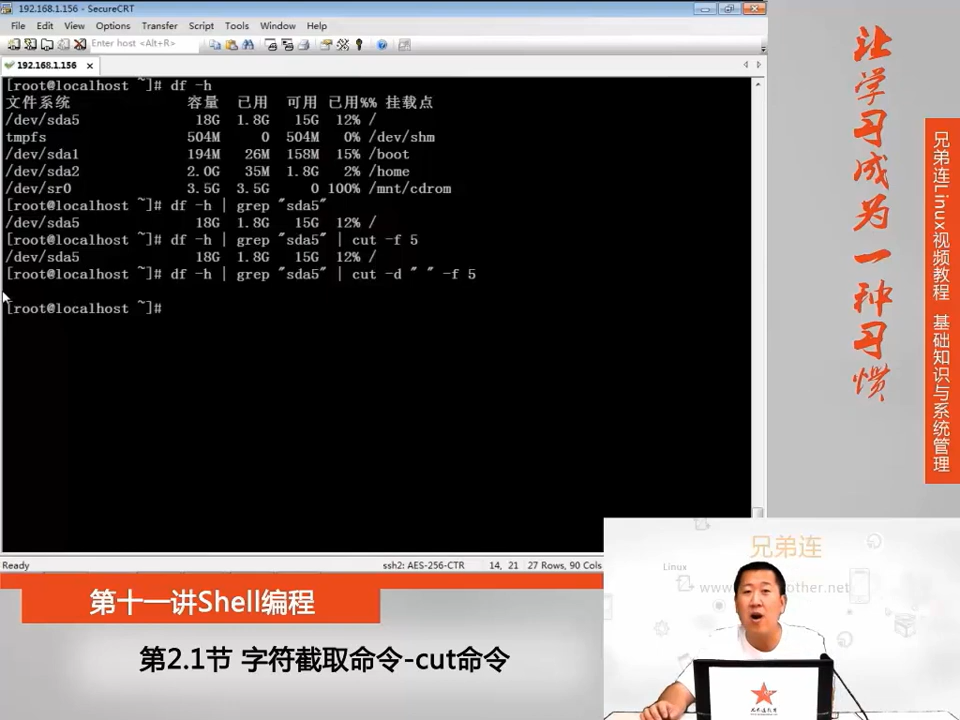 192.168.1.156 - SecureCRT
File Edit View Options Transfer Script Tools Window Help
Enter host <Alt+R>
192.168.1.156
[root@localhost ~]# df -h
文件系统 容量 已用 可用 已用%% 挂载点
/dev/sda5 18G 1.8G 15G 12% /
tmpfs 504M 0 504M 0% /dev/shm
/dev/sda1 194M 26M 158M 15% /boot
/dev/sda2 2.0G 35M 1.8G 2% /home
/dev/sr0 3.5G 3.5G 0 100% /mnt/cdrom
[root@localhost ~]# df -h | grep "sda5"
/dev/sda5 18G 1.8G 15G 12% /
[root@localhost ~]# df -h | grep "sda5" | cut -f 5
/dev/sda5 18G 1.8G 15G 12% /
[root@localhost ~]# df -h | grep "sda5" | cut -d " " -f 5
[root@localhost ~]#
Ready ssh2: AES-256-CTR 14, 21 27 Rows, 90 Cols
让学习成为一种习惯
兄弟连Linux视频教程 基础知识与系统管理
第十一讲Shell编程
第2.1节 字符截取命令-cut命令
兄弟连
Linux